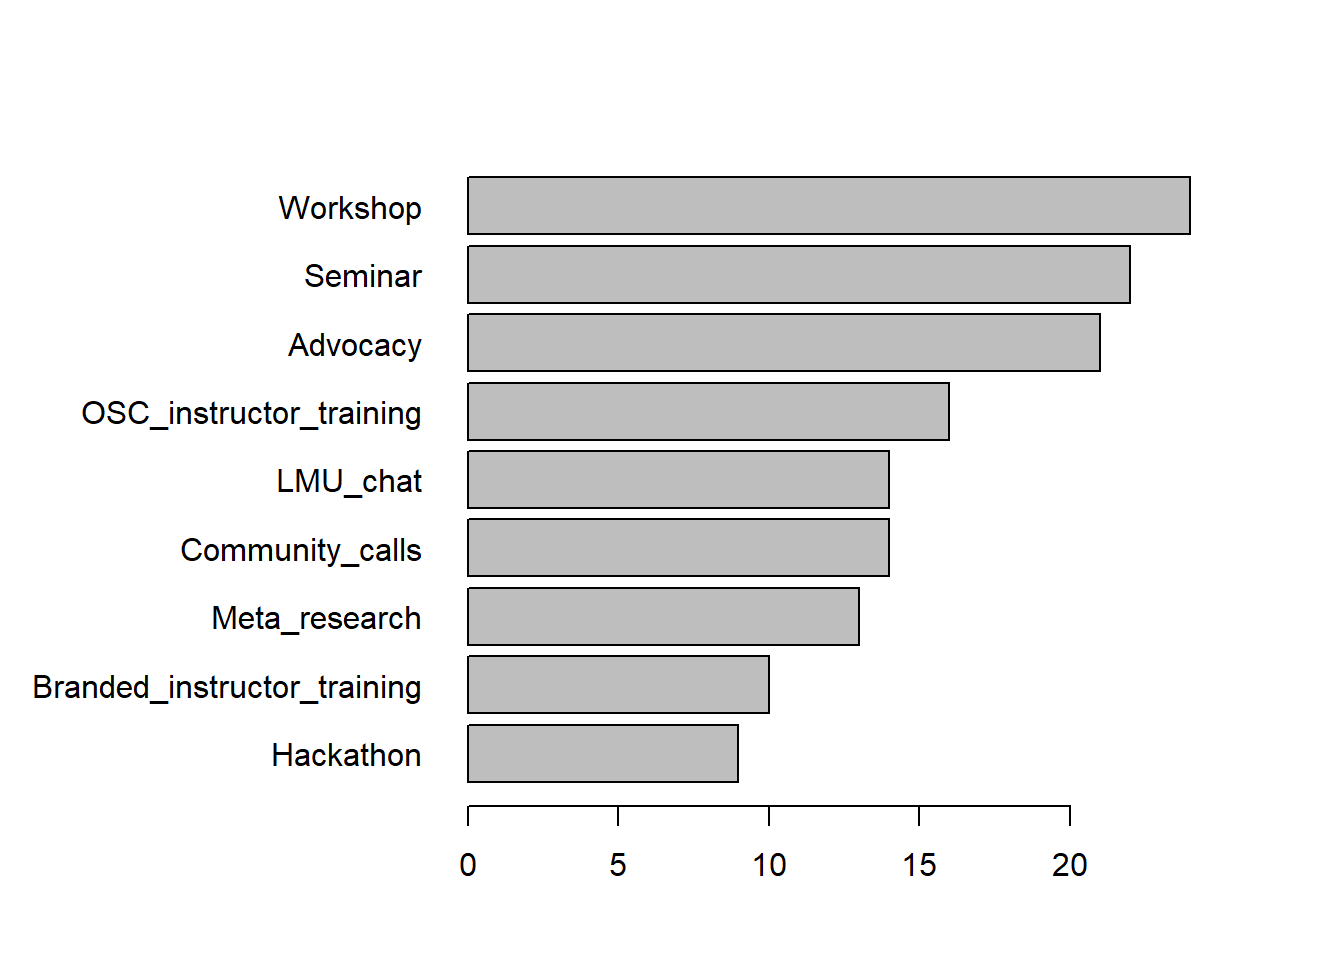 Workshop
Seminar
Advocacy
OSC_instructor_training
LMU_chat
Community_calls
Meta_research
Branded_instructor_training
Hackathon
0 5 10 15 20